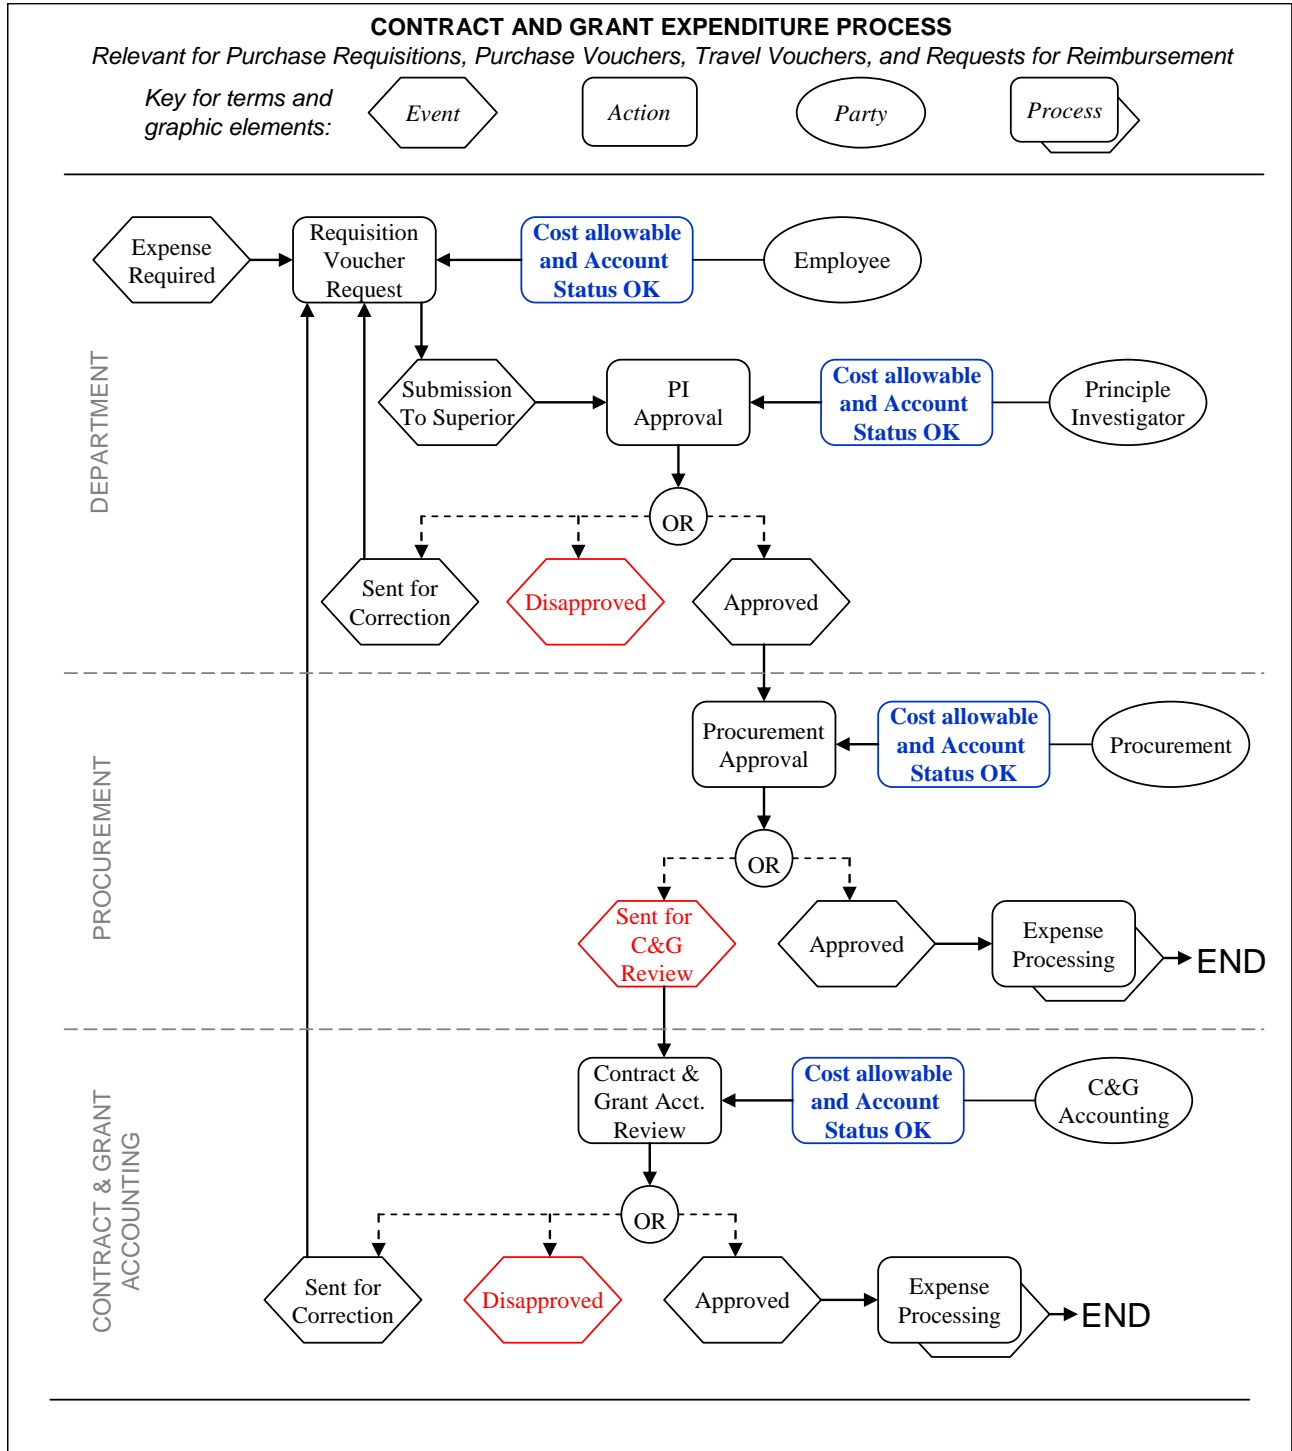 CONTRACT AND GRANT EXPENDITURE PROCESS
Relevant for Purchase Requisitions, Purchase Vouchers, Travel Vouchers, and Requests for Reimbursement
Key for terms and
graphic elements:
Event
Action
Party
Process
DEPARTMENT
Expense
Required
Requisition
Voucher
Request
Cost allowable
and Account
Status OK
Employee
Submission
To Superior
PI
Approval
Cost allowable
and Account
Status OK
Principle
Investigator
OR
Sent for
Correction
Disapproved
Approved
PROCUREMENT
Procurement
Approval
Cost allowable
and Account
Status OK
Procurement
OR
Sent for
C&G
Review
Approved
Expense
Processing
END
CONTRACT & GRANT
ACCOUNTING
Contract &
Grant Acct.
Review
Cost allowable
and Account
Status OK
C&G
Accounting
OR
Sent for
Correction
Disapproved
Approved
Expense
Processing
END